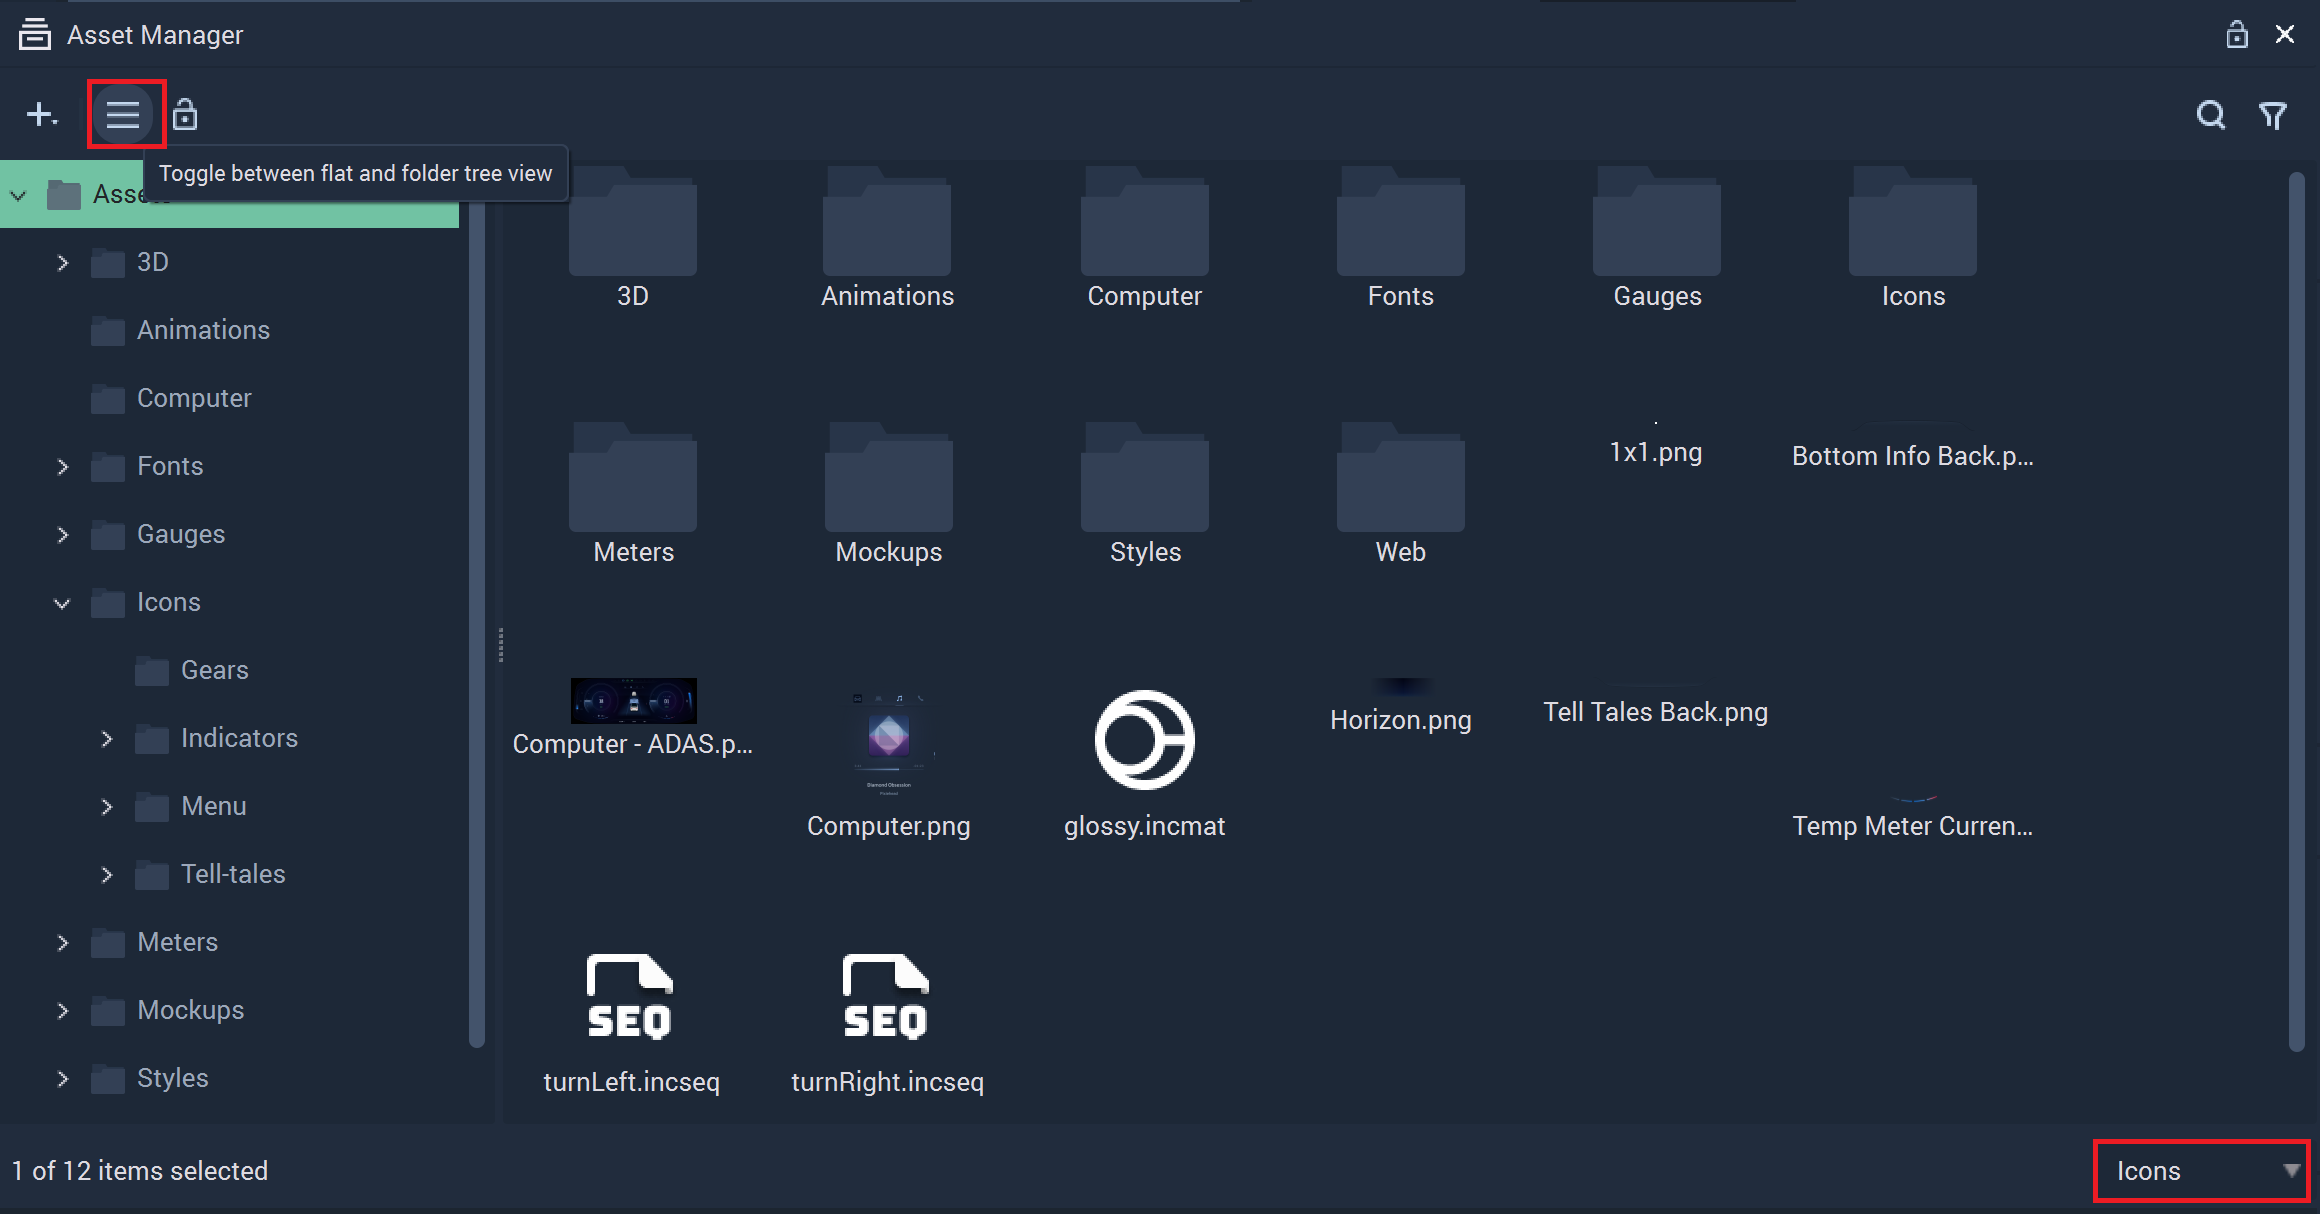 Asset Manager
Toggle between flat and folder tree view
Assets
3D
Animations
Computer
Fonts
Gauges
Icons
Gears
Indicators
Menu
Tell-tales
Meters
Mockups
Styles
3D
Animations
Computer
Fonts
Gauges
Icons
Meters
Mockups
Styles
Web
1x1.png
Bottom Info Back.p...
Computer - ADAS.p...
Diamond Obsession
Computer.png
glossy.incmat
Horizon.png
Tell Tales Back.png
Temp Meter Curren...
SEQ
turnLeft.incseq
SEQ
turnRight.incseq
1 of 12 items selected
Icons